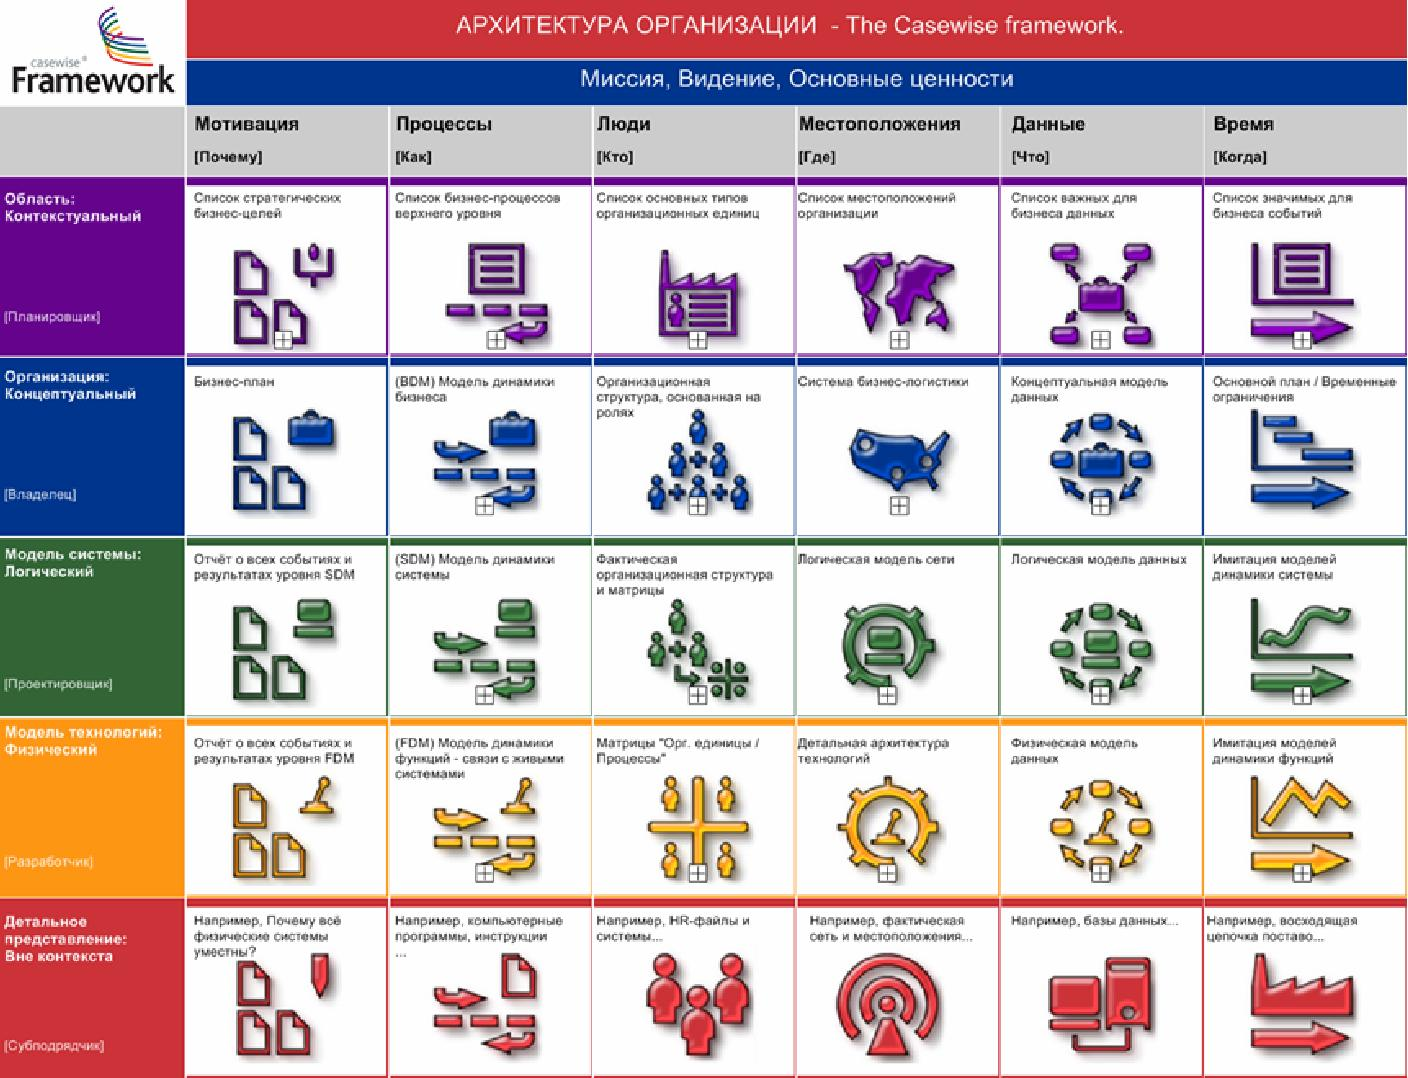 АРХИТЕКТУРА ОРГАНИЗАЦИИ - The Casewise framework.
casewise®
Framework
Миссия, Видение, Основные ценности
Мотивация
[Почему]
Процессы
[Как]
Люди
[Кто]
Местоположения
[Где]
Данные
[Что]
Время
[Когда]
Область:
Контекстуальный
[Планировщик]
Список стратегических
бизнес-целей
Список бизнес-процессов
верхнего уровня
Список основных типов
организационных единиц
Список местоположений
организации
Список важных для
бизнеса данных
Список значимых для
бизнеса событий
Организация:
Концептуальный
[Владелец]
Бизнес-план
(BDM) Модель динамики
бизнеса
Организационная
структура, основанная на
ролях
Система бизнес-логистики
Концептуальная модель
данных
Основной план / Временные
ограничения
Модель системы:
Логический
[Проектировщик]
Отчёт о всех событиях и
результатах уровня SDM
(SDM) Модель динамики
системы
Фактическая
организационная структура
и матрицы
Логическая модель сети
Логическая модель данных
Имитация моделей
динамики системы
Модель технологий:
Физический
[Разработчик]
Отчёт о всех событиях и
результатах уровня FDM
(FDM) Модель динамики
функций - связи с живыми
системами
Матрицы "Орг. единицы /
Процессы"
Детальная архитектура
технологий
Физическая модель
данных
Имитация моделей
динамики функций
Детальное
представление:
Вне контекста
[Субподрядчик]
Например, Почему всё
физические системы
уместны?
Например, компьютерные
программы, инструкции
...
Например, HR-файлы и
системы...
Например, фактическая
сеть и местоположения...
Например, базы данных...
Например, восходящая
цепочка поставо...